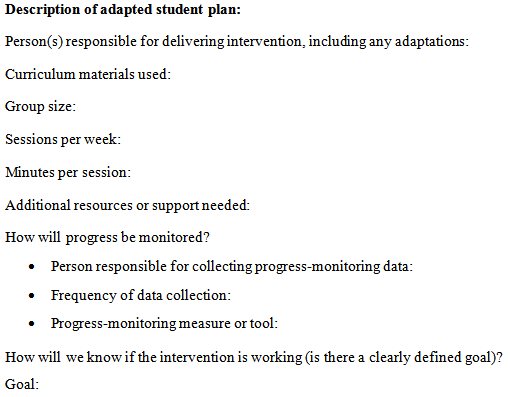 Description of adapted student plan:
Person(s) responsible for delivering intervention, including any adaptations:
Curriculum materials used:
Group size:
Sessions per week:
Minutes per session:
Additional resources or support needed:
How will progress be monitored?
• Person responsible for collecting progress-monitoring data:
• Frequency of data collection:
• Progress-monitoring measure or tool:
How will we know if the intervention is working (is there a clearly defined goal)?
Goal: